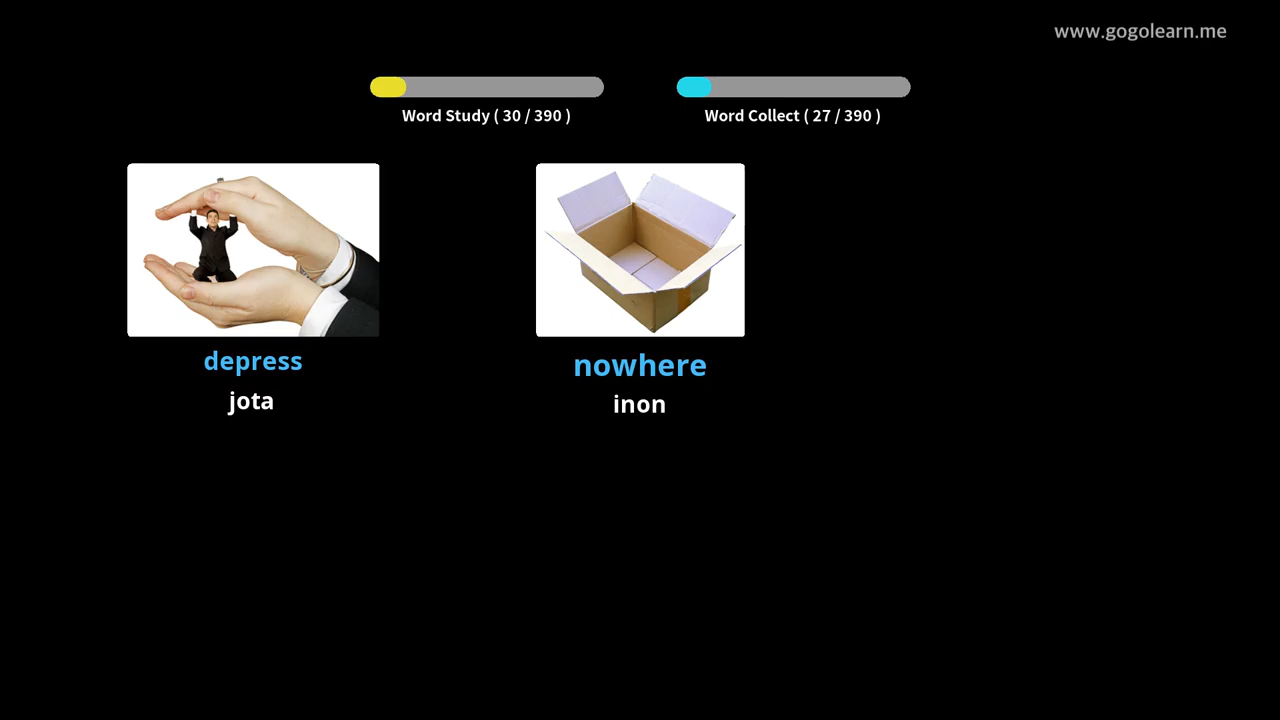 www.gogolearn.me
Word Study ( 30 / 390 )
Word Collect ( 27 / 390 )
depress
jota
nowhere
inon